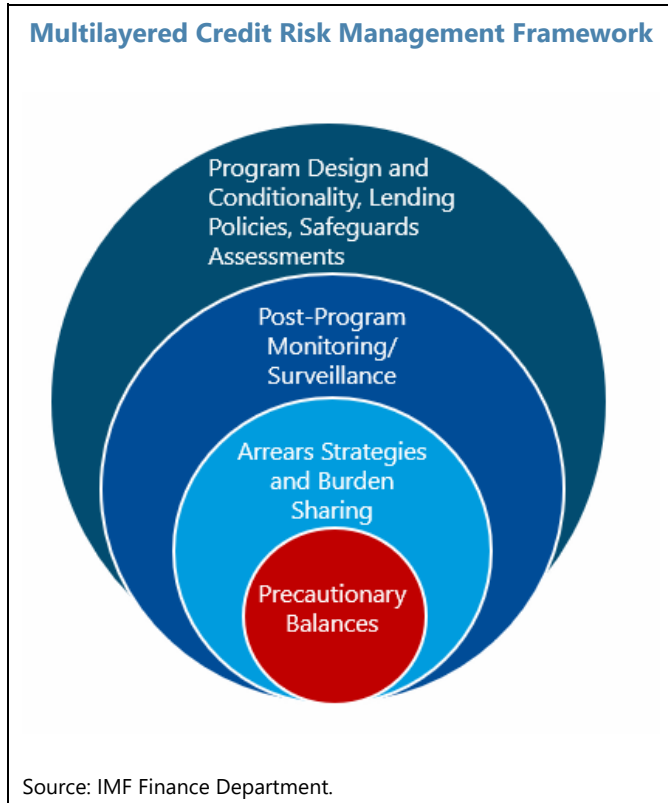 Multilayered Credit Risk Management Framework
Program Design and
Conditionality, Lending
Policies, Safeguards
Assessments
Post-Program
Monitoring/
Surveillance
Arrears Strategies
and Burden
Sharing
Precautionary
Balances
Source: IMF Finance Department.